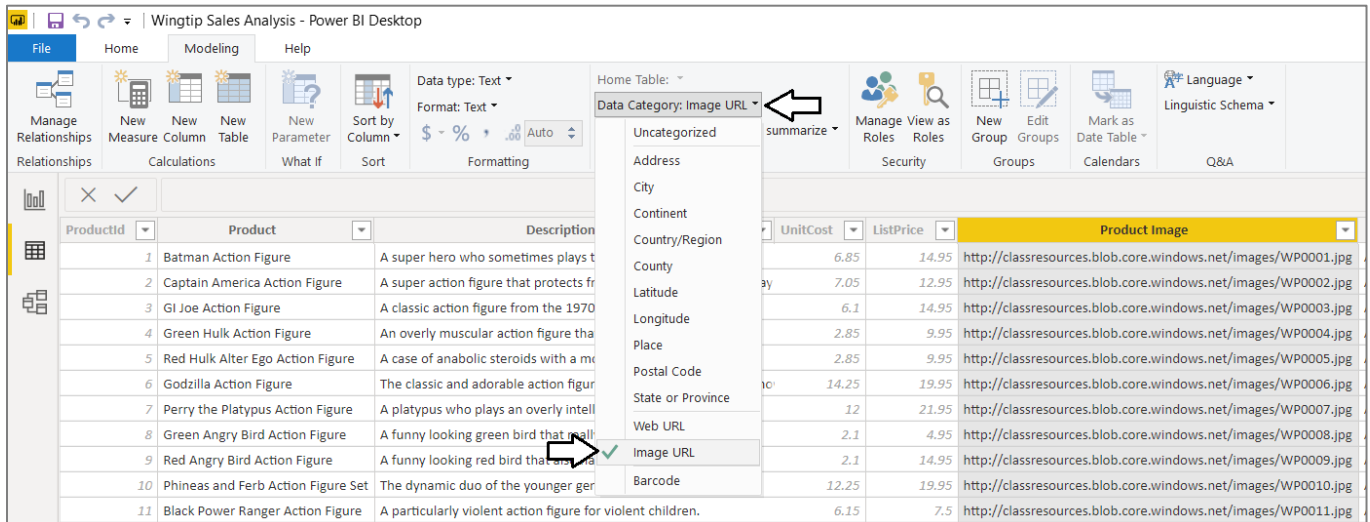 Wingtip Sales Analysis - Power BI Desktop
File Home Modeling Help
Manage Relationships
New Measure
New Column
New Table
New Parameter
Sort by Column
Data type: Text
Format: Text
$ - % , .00 Auto
Home Table:
Data Category: Image URL
summarize
Manage Roles
View as Roles
New Group
Edit Groups
Mark as Date Table
Language
Linguistic Schema
Relationships Calculations What If Sort Formatting Security Groups Calendars Q&A
Uncategorized
Address
City
Continent
Country/Region
County
Latitude
Longitude
Place
Postal Code
State or Province
Web URL
Image URL
Barcode
ProductId Product Description UnitCost ListPrice Product Image
1 Batman Action Figure A super hero who sometimes plays t 6.85 14.95 http://classresources.blob.core.windows.net/images/WP0001.jpg
2 Captain America Action Figure A super action figure that protects fr ay 7.05 12.95 http://classresources.blob.core.windows.net/images/WP0002.jpg
3 GI Joe Action Figure A classic action figure from the 1970 6.1 14.95 http://classresources.blob.core.windows.net/images/WP0003.jpg
4 Green Hulk Action Figure An overly muscular action figure tha 2.85 9.95 http://classresources.blob.core.windows.net/images/WP0004.jpg
5 Red Hulk Alter Ego Action Figure A case of anabolic steroids with a mo 2.85 9.95 http://classresources.blob.core.windows.net/images/WP0005.jpg
6 Godzilla Action Figure The classic and adorable action figur 14.25 19.95 http://classresources.blob.core.windows.net/images/WP0006.jpg
7 Perry the Platypus Action Figure A platypus who plays an overly intell 12 21.95 http://classresources.blob.core.windows.net/images/WP0007.jpg
8 Green Angry Bird Action Figure A funny looking green bird that 2.1 4.95 http://classresources.blob.core.windows.net/images/WP0008.jpg
9 Red Angry Bird Action Figure A funny looking red bird that 2.1 14.95 http://classresources.blob.core.windows.net/images/WP0009.jpg
10 Phineas and Ferb Action Figure Set The dynamic duo of the younger ger 12.25 19.95 http://classresources.blob.core.windows.net/images/WP0010.jpg
11 Black Power Ranger Action Figure A particularly violent action figure for violent children. 6.15 7.5 http://classresources.blob.core.windows.net/images/WP0011.jpg